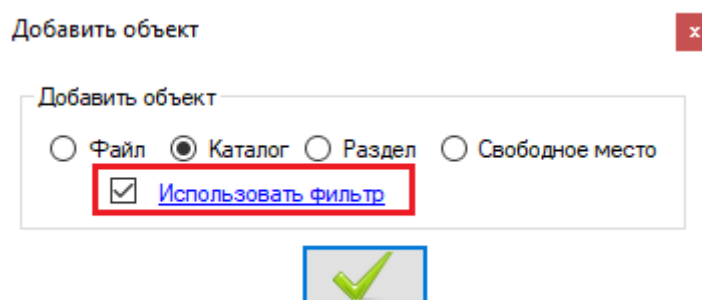 Добавить объект
x
Добавить объект
Файл Каталог Раздел Свободное место
Использовать фильтр